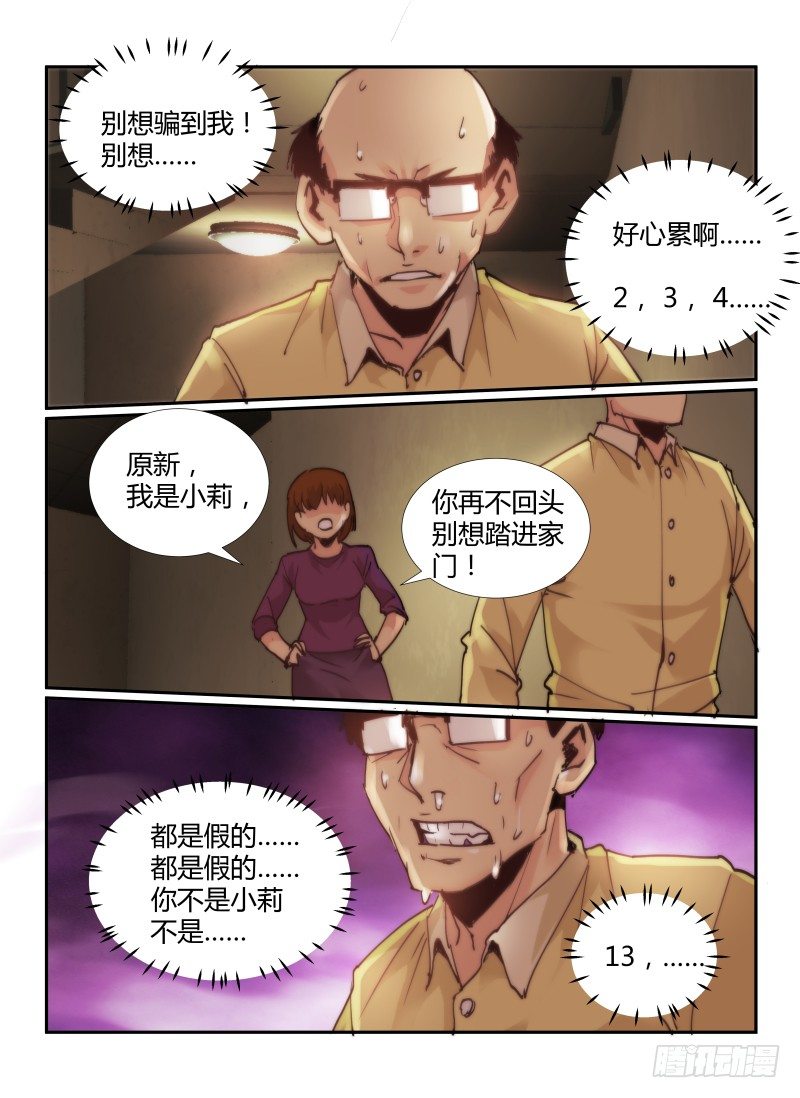 别想骗到我！
别想……
好心累啊……
2，3，4……
原新，
我是小莉，
你再不回头
别想踏进家
门！
都是假的……
都是假的……
你不是小莉
不是……
13，……
腾讯动漫